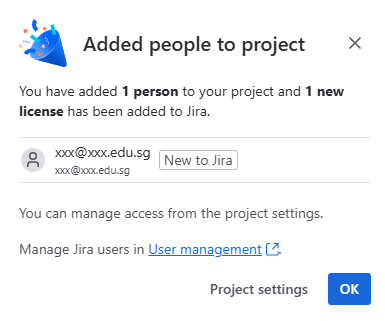 Added people to project
You have added 1 person to your project and 1 new
license has been added to Jira.
xxx@xxx.edu.sg New to Jira
xxx@xxx.edu.sg
You can manage access from the project settings.
Manage Jira users in User management.
Project settings OK